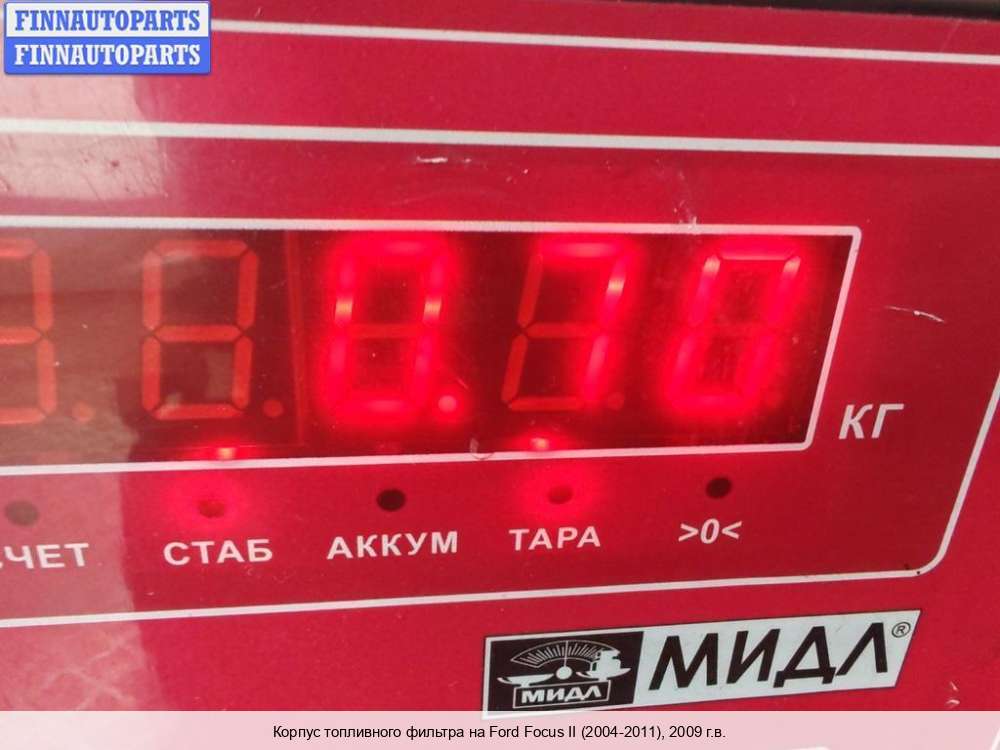 FINNAUTOPARTS
FINNAUTOPARTS
0.70
КГ
СЧЕТ СТАБ АККУМ ТАРА >0<
МИДЛ МИДЛ®
Корпус топливного фильтра на Ford Focus II (2004-2011), 2009 г.в.